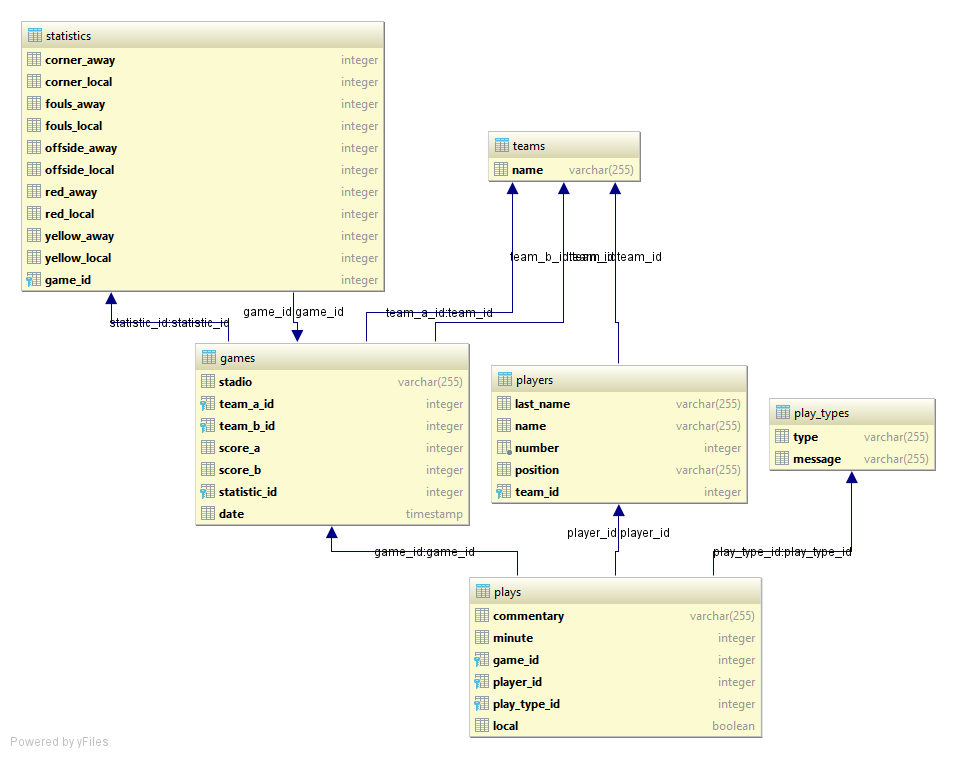 statistics
corner_away integer
corner_local integer
fouls_away integer
fouls_local integer
offside_away integer
offside_local integer
red_away integer
red_local integer
yellow_away integer
yellow_local integer
game_id integer
teams
name varchar(255)
team_b_id:team_id
team_id:team_id
game_id:game_id
team_a_id:team_id
statistic_id:statistic_id
games
stadio varchar(255)
team_a_id integer
team_b_id integer
score_a integer
score_b integer
statistic_id integer
date timestamp
players
last_name varchar(255)
name varchar(255)
number integer
position varchar(255)
team_id integer
play_types
type varchar(255)
message varchar(255)
player_id:player_id
game_id:game_id
play_type_id:play_type_id
plays
commentary varchar(255)
minute integer
game_id integer
player_id integer
play_type_id integer
local boolean
Powered by yFiles